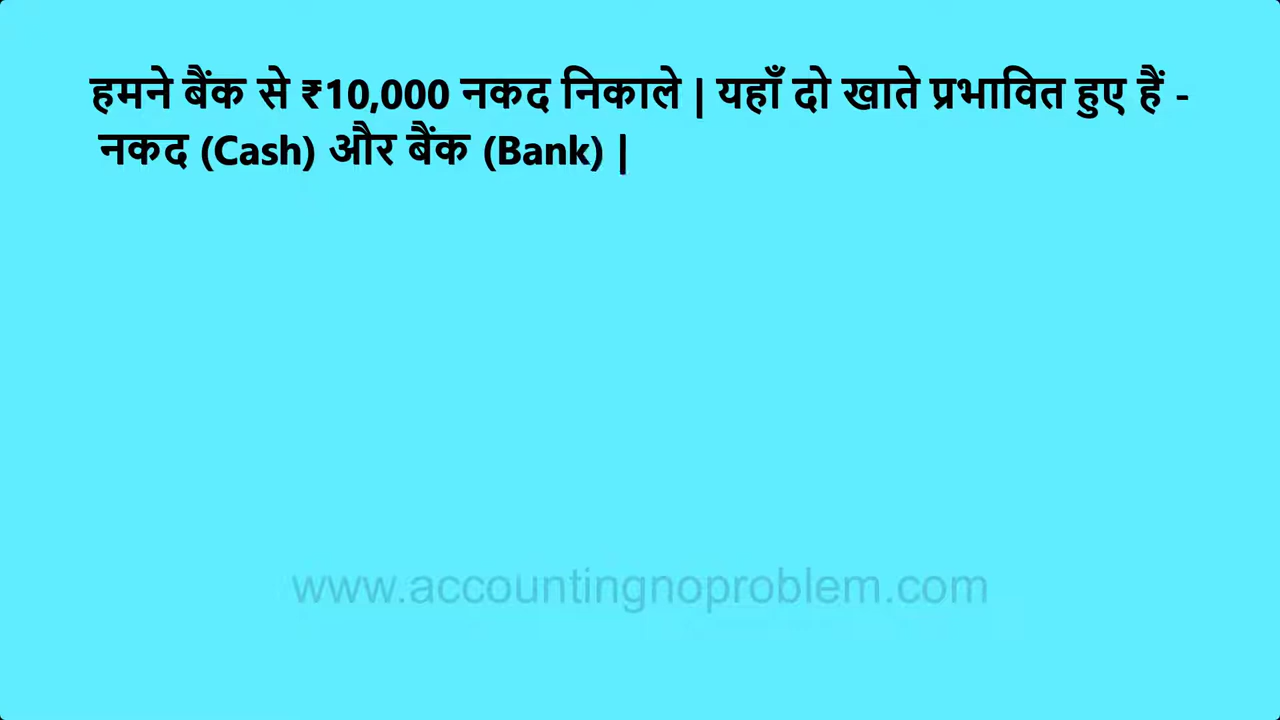 हमने बैंक से ₹10,000 नकद निकाले | यहाँ दो खाते प्रभावित हुए हैं -
नकद (Cash) और बैंक (Bank) |
www.accountingnoproblem.com